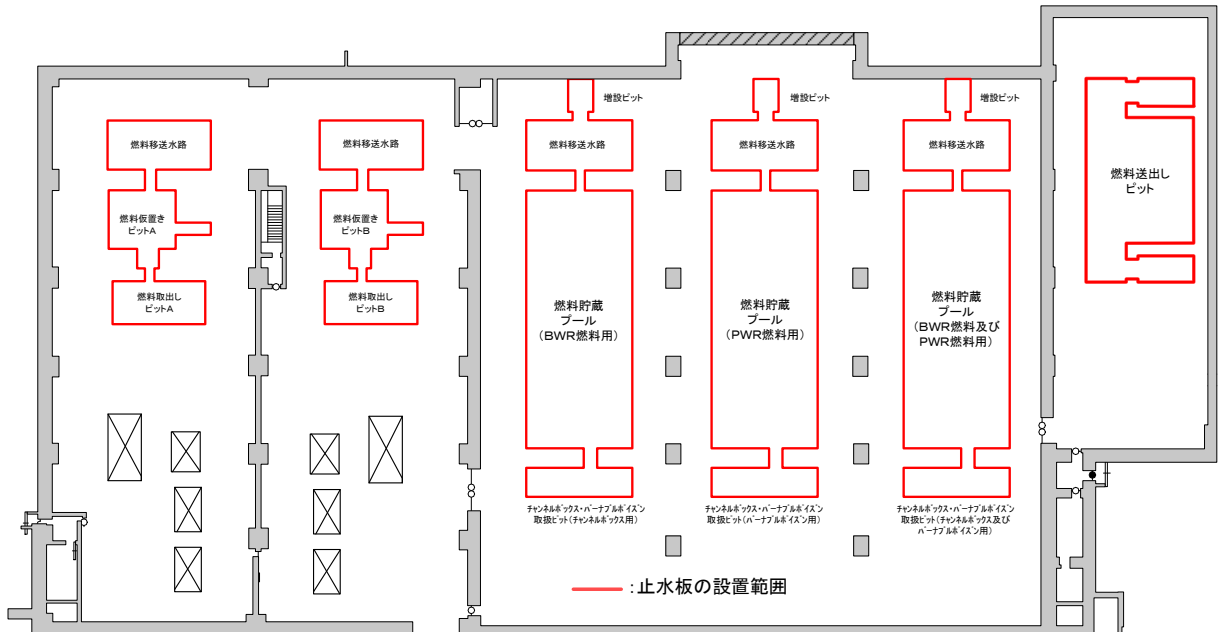 増設ピット
増設ピット
増設ピット
燃料移送水路
燃料移送水路
燃料移送水路
燃料移送水路
燃料移送水路
燃料送出し
ピット
燃料仮置き
ピットA
燃料仮置き
ピットB
燃料取出し
ピットA
燃料取出し
ピットB
燃料貯蔵
プール
(BWR燃料用)
燃料貯蔵
プール
(PWR燃料用)
燃料貯蔵
プール
(BWR燃料及び
PWR燃料用)
チャンネルボックス・バーナブルポイズン
取扱ピット(チャンネルボックス用)
チャンネルボックス・バーナブルポイズン
取扱ピット(バーナブルポイズン用)
チャンネルボックス・バーナブルポイズン
取扱ピット(チャンネルボックス及び
バーナブルポイズン用)
:止水板の設置範囲